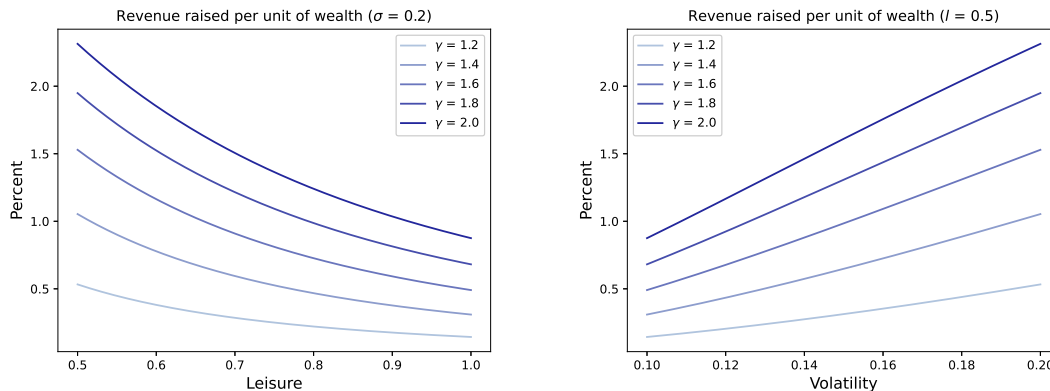 Revenue raised per unit of wealth (σ = 0.2)
γ = 1.2
γ = 1.4
γ = 1.6
γ = 1.8
γ = 2.0
Percent
2.0
1.5
1.0
0.5
0.5 0.6 0.7 0.8 0.9 1.0
Leisure
Revenue raised per unit of wealth (l = 0.5)
γ = 1.2
γ = 1.4
γ = 1.6
γ = 1.8
γ = 2.0
Percent
2.0
1.5
1.0
0.5
0.10 0.12 0.14 0.16 0.18 0.20
Volatility